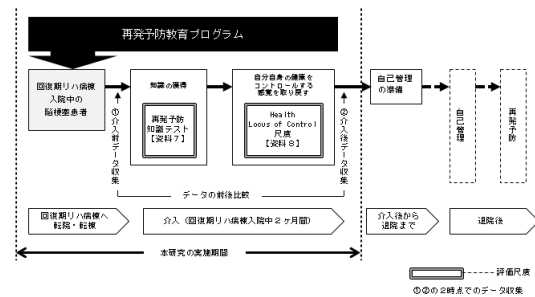 再発予防教育プログラム
回復期リハ病棟
入院中の
脳梗塞患者
①介入前データ収集
知識の獲得
再発予防
知識テスト
【資料7】
自分自身の健康を
コントロールする
感覚を取り戻す
Health
Locus of Control
尺度
【資料8】
②介入後データ収集
自己管理
の準備
自己管理
再発予防
データの前後比較
回復期リハ病棟へ
転院・転棟
介入（回復期リハ病棟入院中２ヶ月間）
介入後から
退院まで
退院後
本研究の実施期間
評価尺度
①②の２時点でのデータ収集